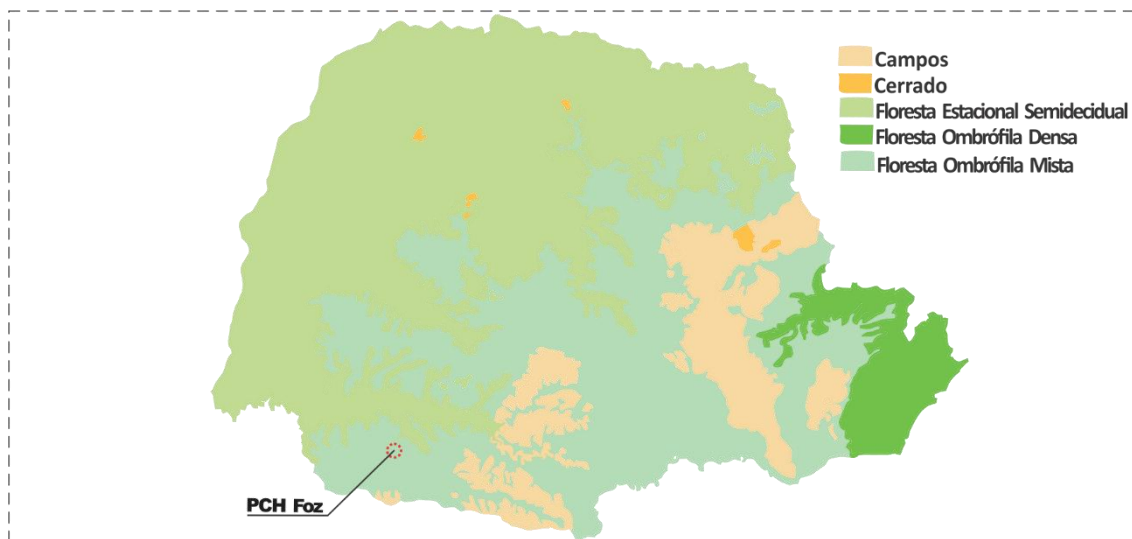 Campos
Cerrado
Floresta Estacional Semidecidual
Floresta Ombrófila Densa
Floresta Ombrófila Mista
PCH Foz